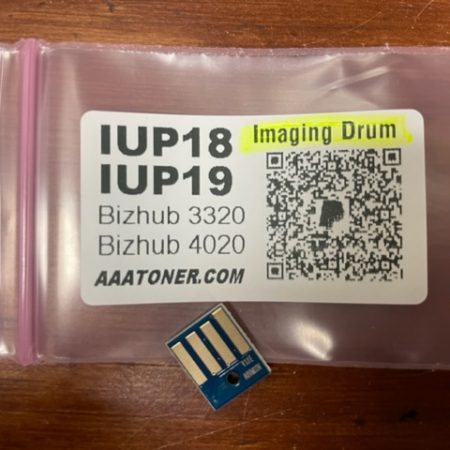 IUP18
Imaging Drum
IUP19
Bizhub 3320
Bizhub 4020
AAATONER.COM